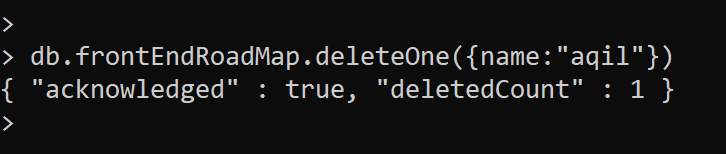 >
> db.frontEndRoadMap.deleteOne({name:"aqil"})
{ "acknowledged" : true, "deletedCount" : 1 }
>